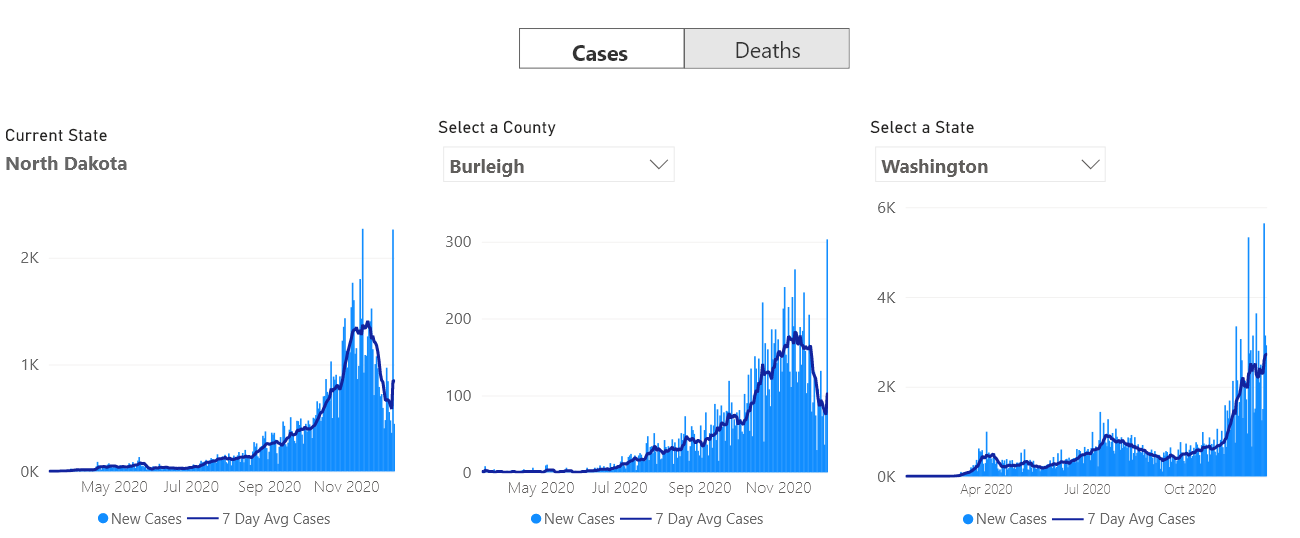 Cases
Deaths
Current State
North Dakota
Select a County
Burleigh
Select a State
Washington
2K
1K
0K
May 2020 Jul 2020 Sep 2020 Nov 2020
New Cases 7 Day Avg Cases
300
200
100
0
May 2020 Jul 2020 Sep 2020 Nov 2020
New Cases 7 Day Avg Cases
6K
4K
2K
0K
Apr 2020 Jul 2020 Oct 2020
New Cases 7 Day Avg Cases